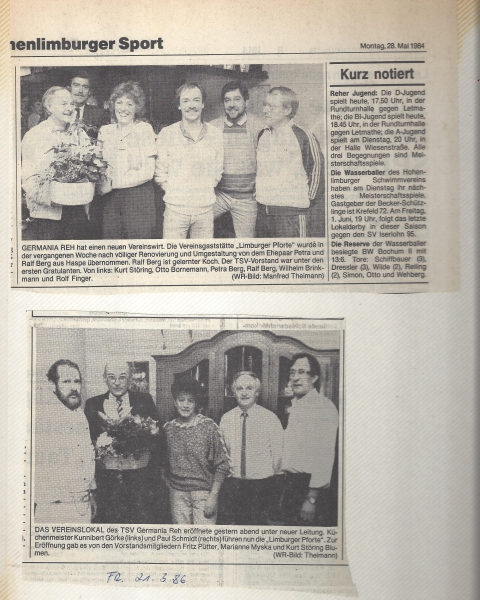 henlimburger Sport
Montag, 28. Mai 1984
GERMANIA REH hat einen neuen Vereinswirt. Die Vereinsgaststätte „Limburger Pforte“ wurde in
der vergangenen Woche nach völliger Renovierung und Umgestaltung von dem Ehepaar Petra und
Ralf Berg aus Haspe übernommen. Ralf Berg ist gelernter Koch. Der TSV-Vorstand war unter den
ersten Gratulanten. Von links: Kurt Störing, Otto Bornemann, Petra Berg, Ralf Berg, Wilhelm Brink-
mann und Rolf Finger.
(WR-Bild: Manfred Theimann)
Kurz notiert
Reher Jugend: Die D-Jugend
spielt heute, 17.50 Uhr, in der
Rundturnhalle gegen Letma-
the; die BI-Jugend spielt heute,
18.45 Uhr, in der Rundturnhalle
gegen Letmathe; die A-Jugend
spielt am Dienstag, 20 Uhr, in
der Halle Wiesenstraße. Alle
drei Begegnungen sind Mei-
sterschaftsspiele.
Die Wasserballer des Hohen-
limburger Schwimmvereins
haben am Dienstag ihr näch-
stes Meisterschaftsspiel.
Gastgeber der Becker-Schütz-
linge ist Krefeld 72. Am Freitag,
1. Juni, 19 Uhr, folgt das letzte
Lokalderby in dieser Saison
gegen den SV Iserlohn 95.
Die Reserve der Wasserballer
besiegte BW Bochum II mit
13:6. Tore: Schiffbauer (3),
Dressler (3), Wilde (2), Reiling
(2), Simon, Otto und Wehberg.
DAS VEREINSLOKAL des TSV Germania Reh eröffnete gestern abend unter neuer Leitung. Kü-
chenmeister Kunnibert Görke (links) und Paul Schmidt (rechts) führen nun die „Limburger Pforte“. Zur
Eröffnung gab es von den Vorstandsmitgliedern Fritz Pütter, Marianne Myska und Kurt Störing Blu-
men.
(WR-Bild: Theimann)
FR. 21.3.86